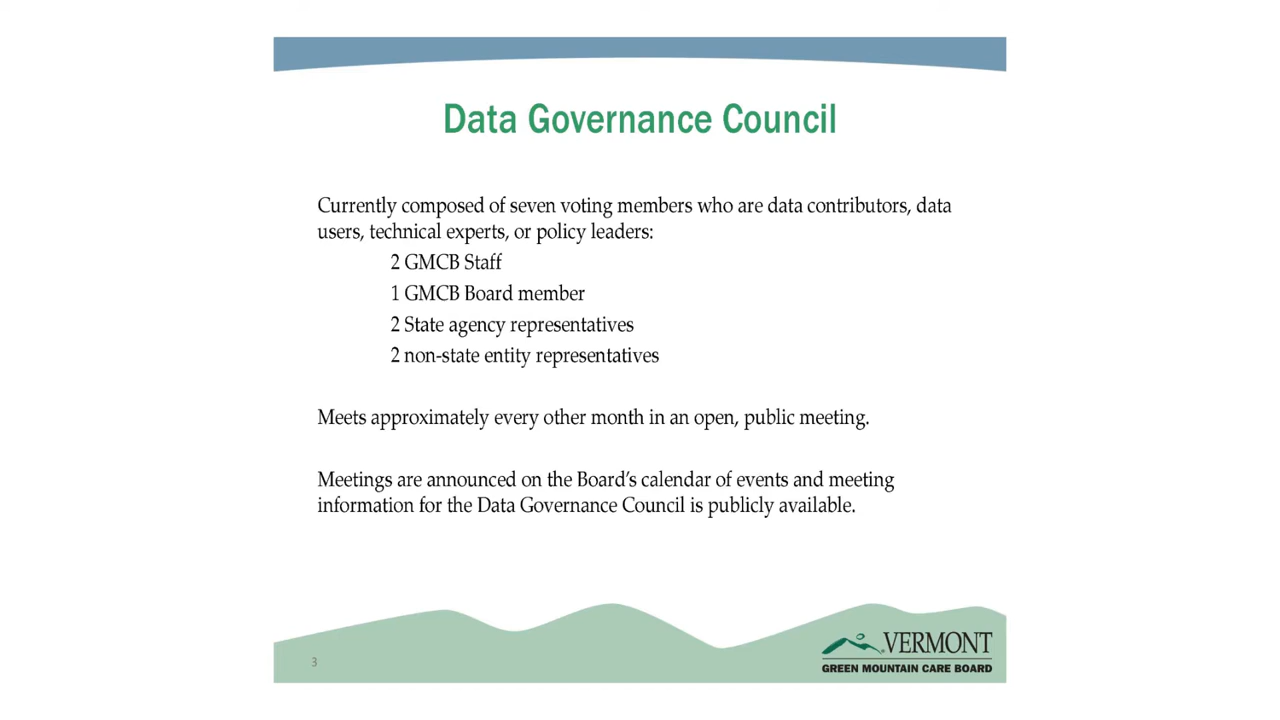 Data Governance Council
Currently composed of seven voting members who are data contributors, data
users, technical experts, or policy leaders:
2 GMCB Staff
1 GMCB Board member
2 State agency representatives
2 non-state entity representatives
Meets approximately every other month in an open, public meeting.
Meetings are announced on the Board’s calendar of events and meeting
information for the Data Governance Council is publicly available.
3
VERMONT
GREEN MOUNTAIN CARE BOARD